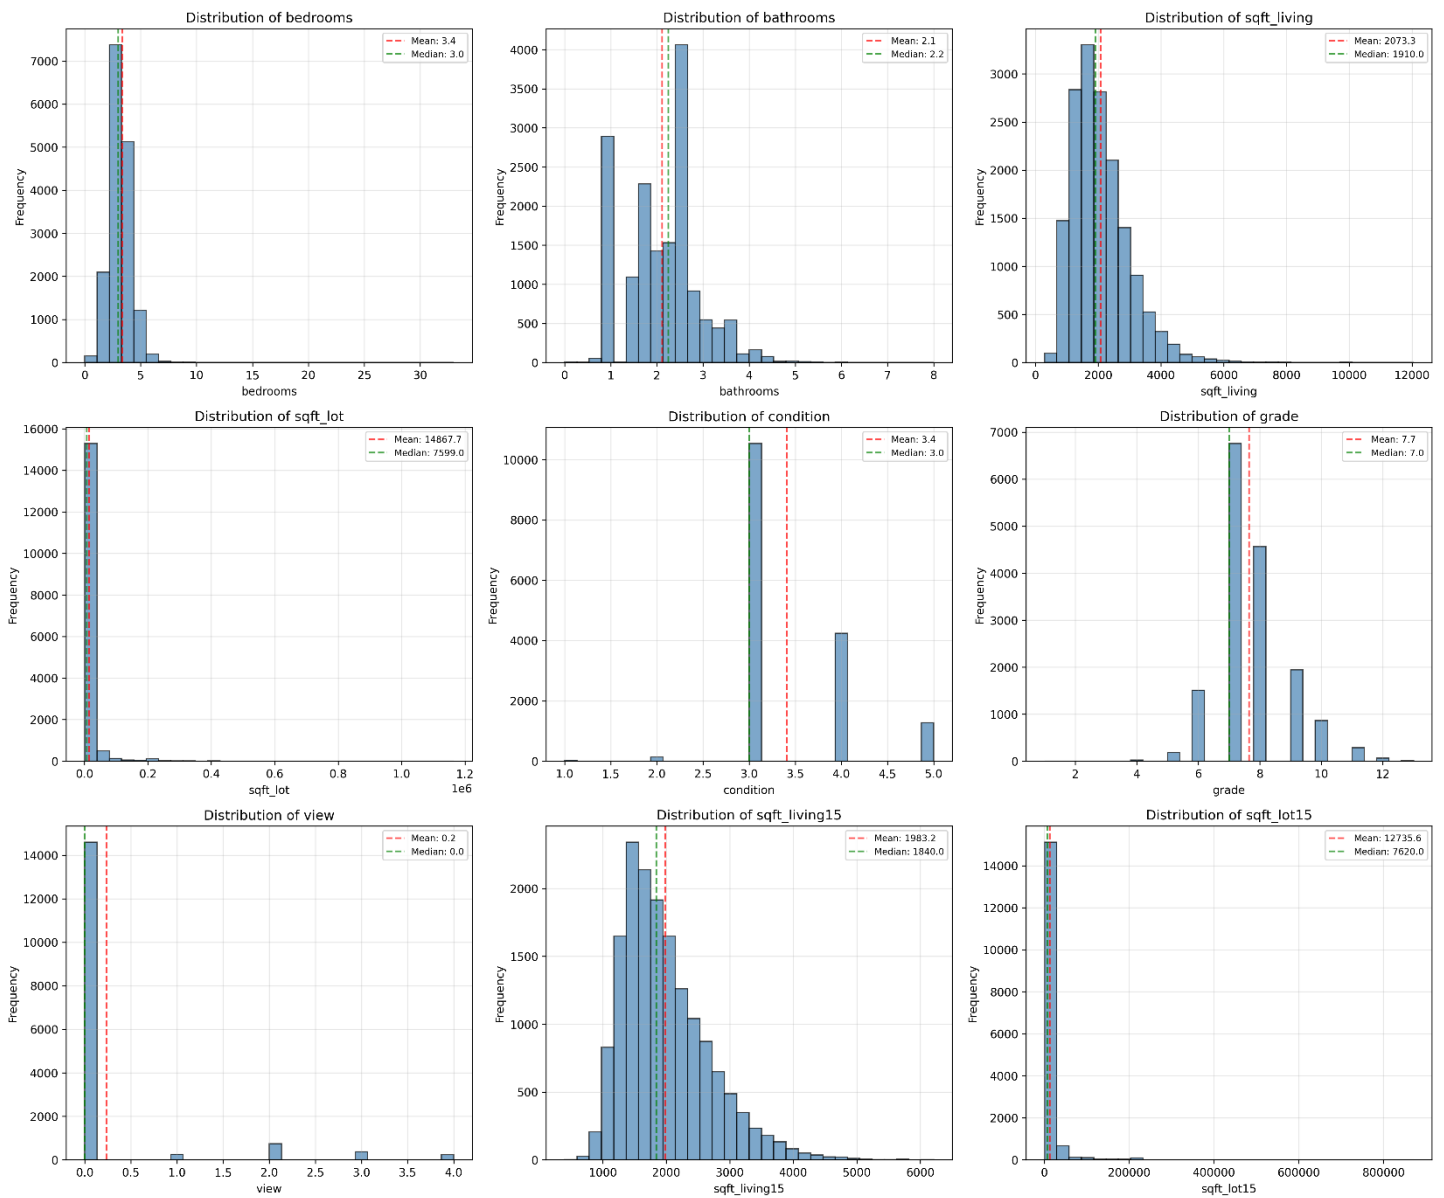 Distribution of bedrooms
Mean: 3.4
Median: 3.0
Frequency
7000
6000
5000
4000
3000
2000
1000
0
0 5 10 15 20 25 30
bedrooms
Distribution of bathrooms
Mean: 2.1
Median: 2.2
Frequency
4000
3500
3000
2500
2000
1500
1000
500
0
0 1 2 3 4 5 6 7 8
bathrooms
Distribution of sqft_living
Mean: 2073.3
Median: 1910.0
Frequency
3000
2500
2000
1500
1000
500
0
0 2000 4000 6000 8000 10000 12000
sqft_living
Distribution of sqft_lot
Mean: 14867.7
Median: 7599.0
Frequency
16000
14000
12000
10000
8000
6000
4000
2000
0
0.0 0.2 0.4 0.6 0.8 1.0 1.2
1e6
sqft_lot
Distribution of condition
Mean: 3.4
Median: 3.0
Frequency
10000
8000
6000
4000
2000
0
1.0 1.5 2.0 2.5 3.0 3.5 4.0 4.5 5.0
condition
Distribution of grade
Mean: 7.7
Median: 7.0
Frequency
7000
6000
5000
4000
3000
2000
1000
0
2 4 6 8 10 12
grade
Distribution of view
Mean: 0.2
Median: 0.0
Frequency
14000
12000
10000
8000
6000
4000
2000
0
0.0 0.5 1.0 1.5 2.0 2.5 3.0 3.5 4.0
view
Distribution of sqft_living15
Mean: 1983.2
Median: 1840.0
Frequency
2000
1500
1000
500
0
1000 2000 3000 4000 5000 6000
sqft_living15
Distribution of sqft_lot15
Mean: 12735.6
Median: 7620.0
Frequency
14000
12000
10000
8000
6000
4000
2000
0
0 200000 400000 600000 800000
sqft_lot15